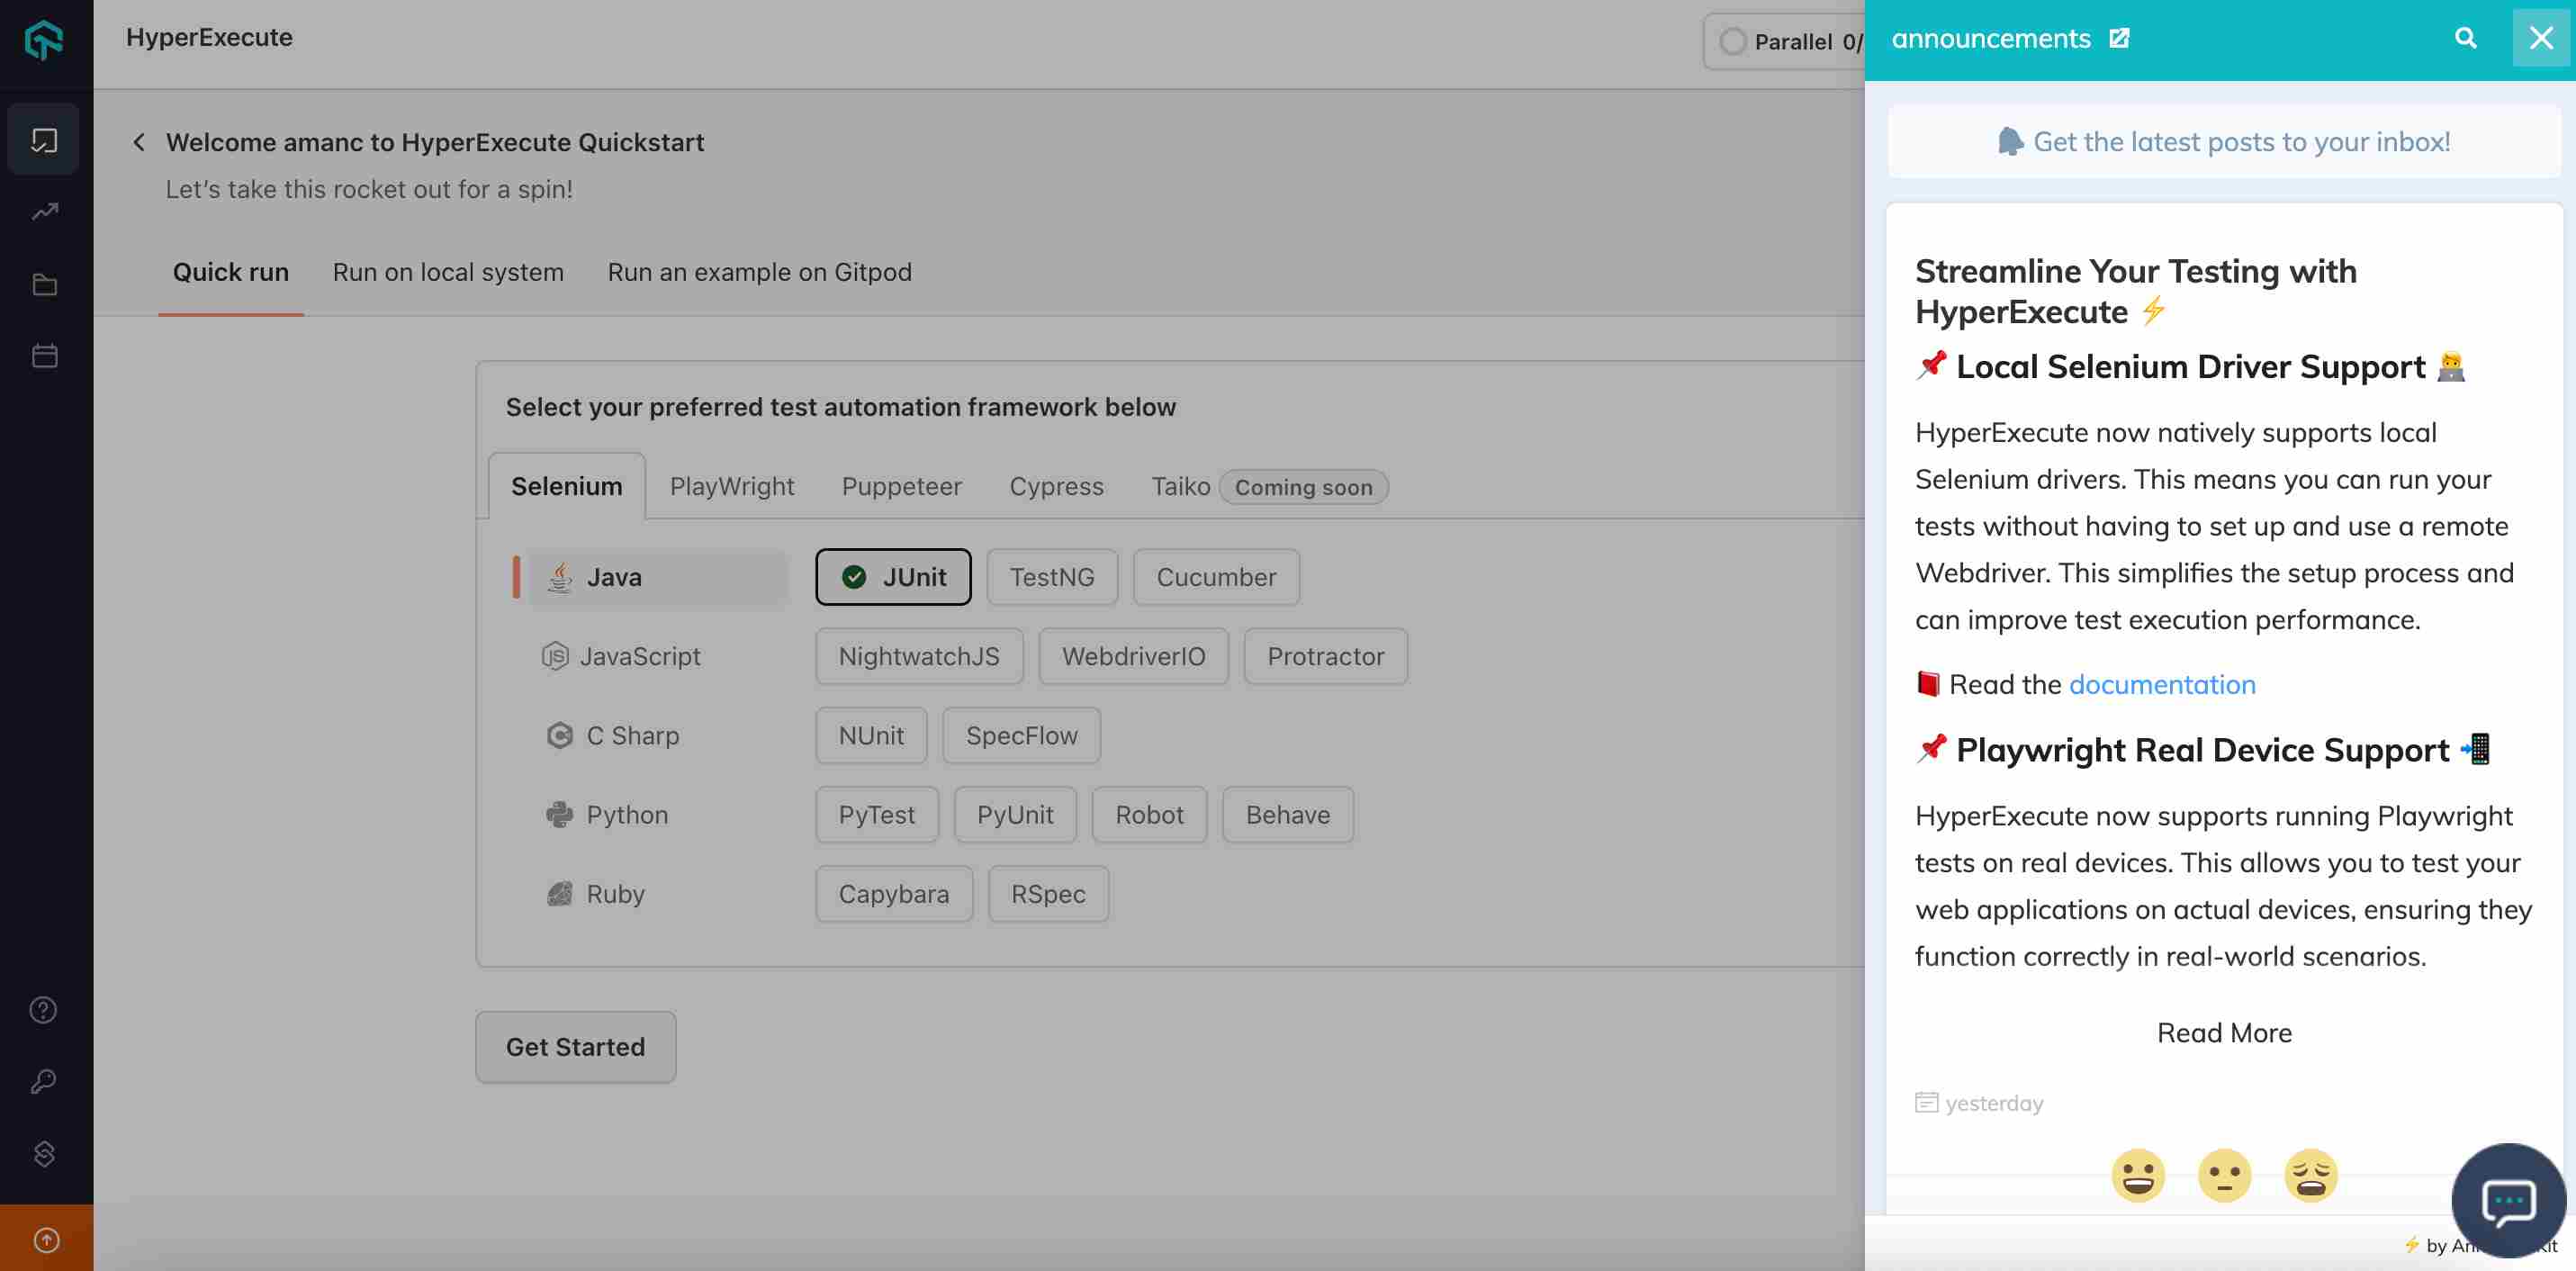 HyperExecute
Parallel 0/
Welcome amanc to HyperExecute Quickstart
Let's take this rocket out for a spin!
Quick run
Run on local system
Run an example on Gitpod
Select your preferred test automation framework below
Selenium
PlayWright
Puppeteer
Cypress
Taiko
Coming soon
Java
JUnit
TestNG
Cucumber
JS JavaScript
NightwatchJS
WebdriverIO
Protractor
C Sharp
NUnit
SpecFlow
Python
PyTest
PyUnit
Robot
Behave
Ruby
Capybara
RSpec
Get Started
announcements
Get the latest posts to your inbox!
Streamline Your Testing with
HyperExecute ⚡
📌 Local Selenium Driver Support 🧑‍💻
HyperExecute now natively supports local
Selenium drivers. This means you can run your
tests without having to set up and use a remote
Webdriver. This simplifies the setup process and
can improve test execution performance.
📕 Read the documentation
📌 Playwright Real Device Support 📲
HyperExecute now supports running Playwright
tests on real devices. This allows you to test your
web applications on actual devices, ensuring they
function correctly in real-world scenarios.
Read More
yesterday
⚡ by